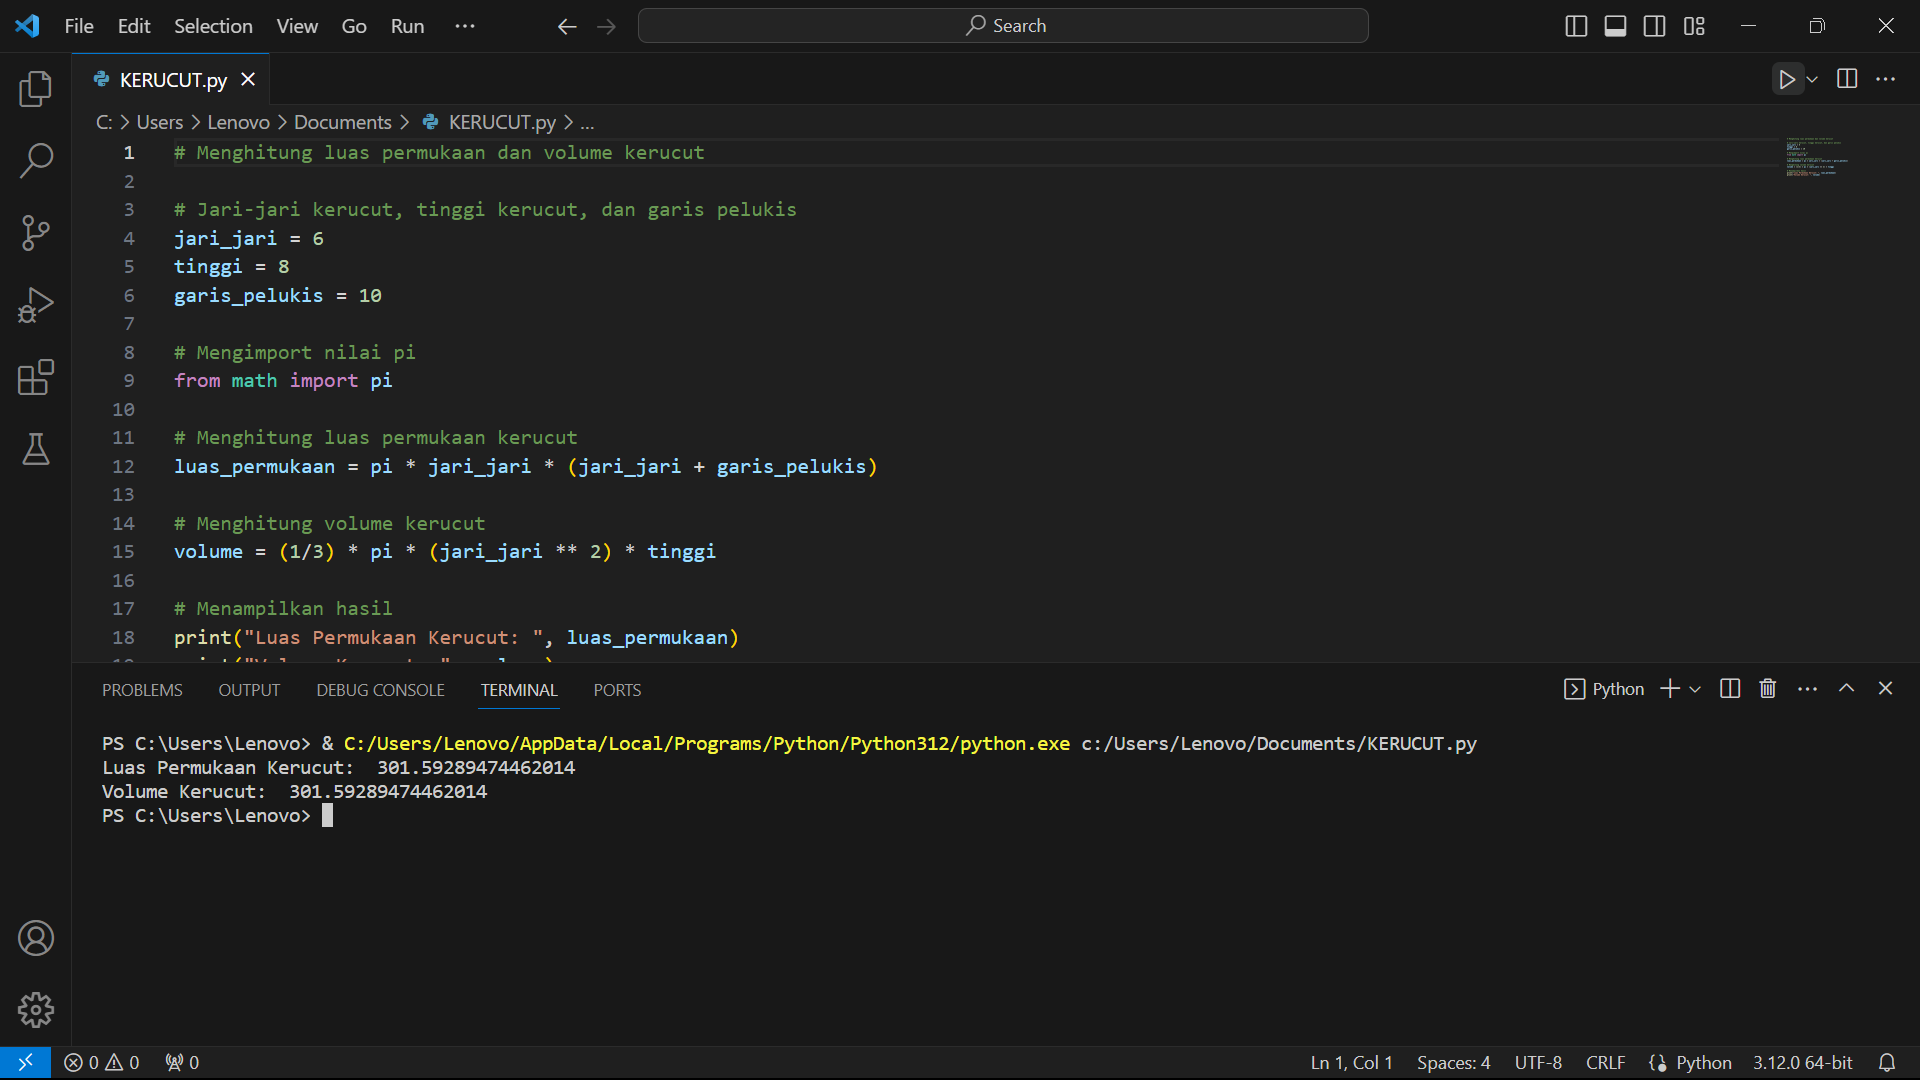 File Edit Selection View Go Run ···
Search
KERUCUT.py
C: > Users > Lenovo > Documents > KERUCUT.py > ...
1 # Menghitung luas permukaan dan volume kerucut
2
3 # Jari-jari kerucut, tinggi kerucut, dan garis pelukis
4 jari_jari = 6
5 tinggi = 8
6 garis_pelukis = 10
7
8 # Mengimport nilai pi
9 from math import pi
10
11 # Menghitung luas permukaan kerucut
12 luas_permukaan = pi * jari_jari * (jari_jari + garis_pelukis)
13
14 # Menghitung volume kerucut
15 volume = (1/3) * pi * (jari_jari ** 2) * tinggi
16
17 # Menampilkan hasil
18 print("Luas Permukaan Kerucut: ", luas_permukaan)
PROBLEMS OUTPUT DEBUG CONSOLE TERMINAL PORTS
Python
PS C:\Users\Lenovo> & C:/Users/Lenovo/AppData/Local/Programs/Python/Python312/python.exe c:/Users/Lenovo/Documents/KERUCUT.py
Luas Permukaan Kerucut:  301.59289474462014
Volume Kerucut:  301.59289474462014
PS C:\Users\Lenovo>
0 0 0
Ln 1, Col 1 Spaces: 4 UTF-8 CRLF Python 3.12.0 64-bit